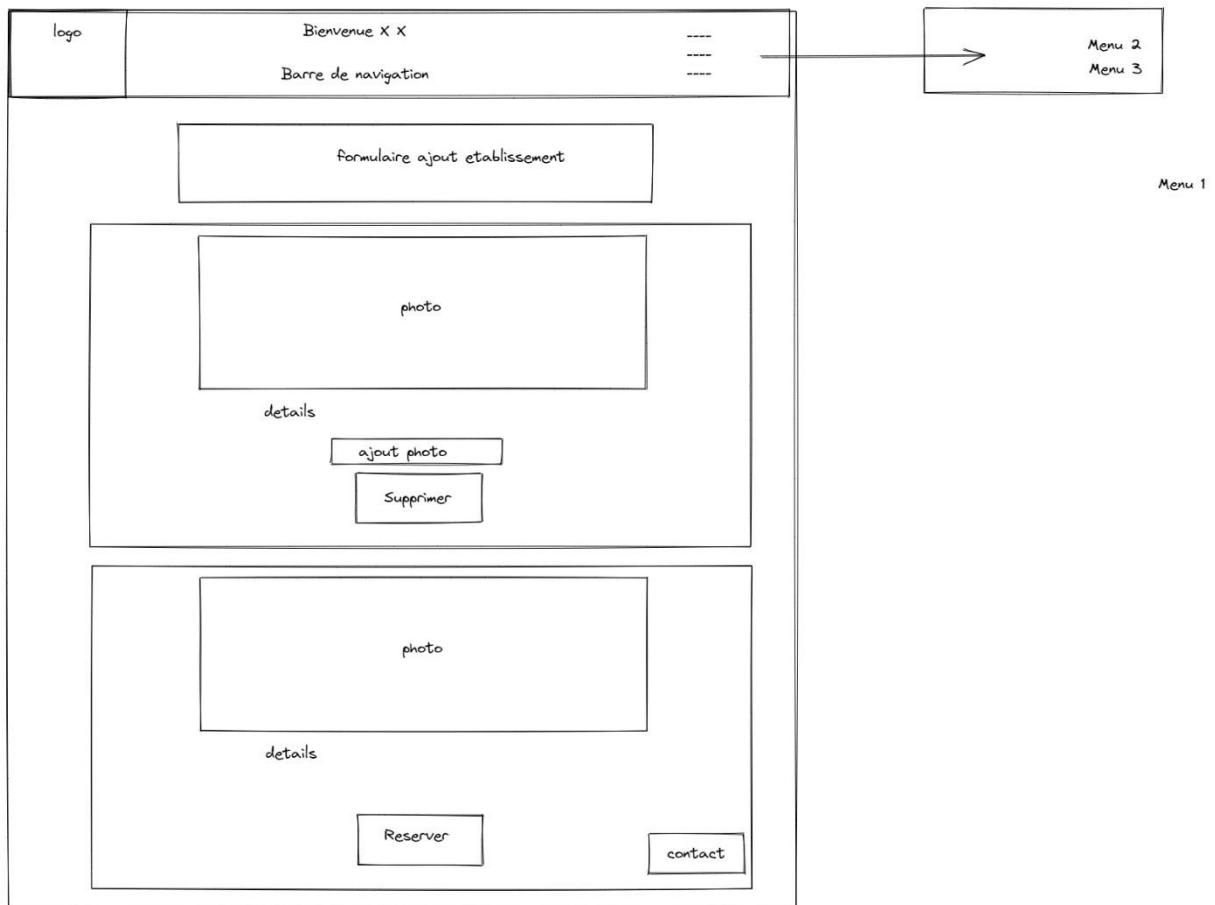 logo
Bienvenue X X
----
----
Barre de navigation
----
Menu 2
Menu 3
formulaire ajout etablissement
Menu 1
photo
details
ajout photo
Supprimer
photo
details
Reserver
contact